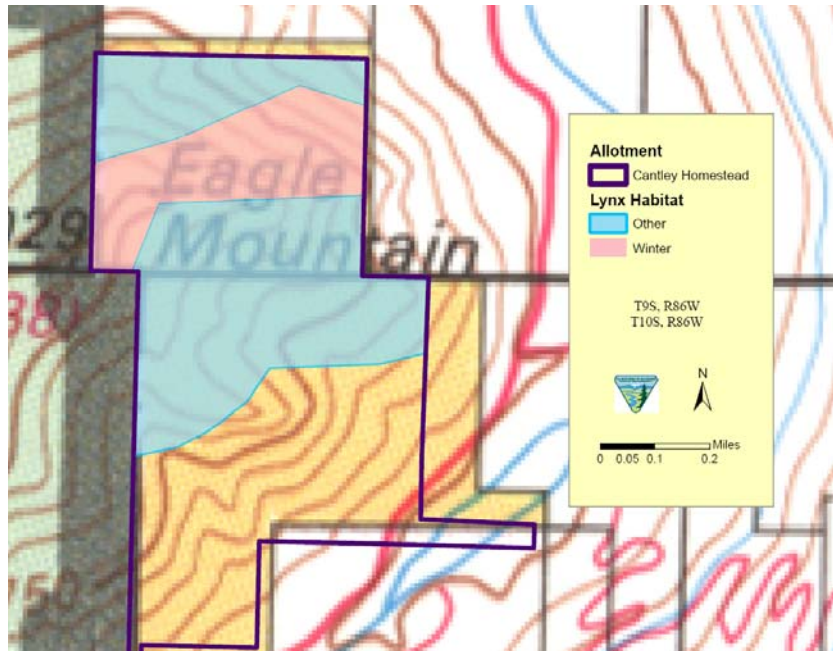 Eagle
Mountain
Allotment
Cantley Homestead
Lynx Habitat
Other
Winter
T9S, R86W
T10S, R86W
N
Miles
0 0.05 0.1 0.2